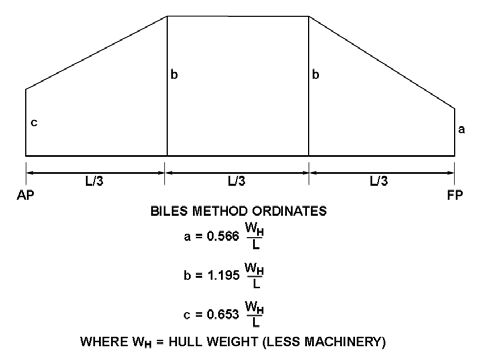 b b
c a
L/3 L/3 L/3
AP FP
BILES METHOD ORDINATES
a = 0.566 WH/L
b = 1.195 WH/L
c = 0.653 WH/L
WHERE WH = HULL WEIGHT (LESS MACHINERY)